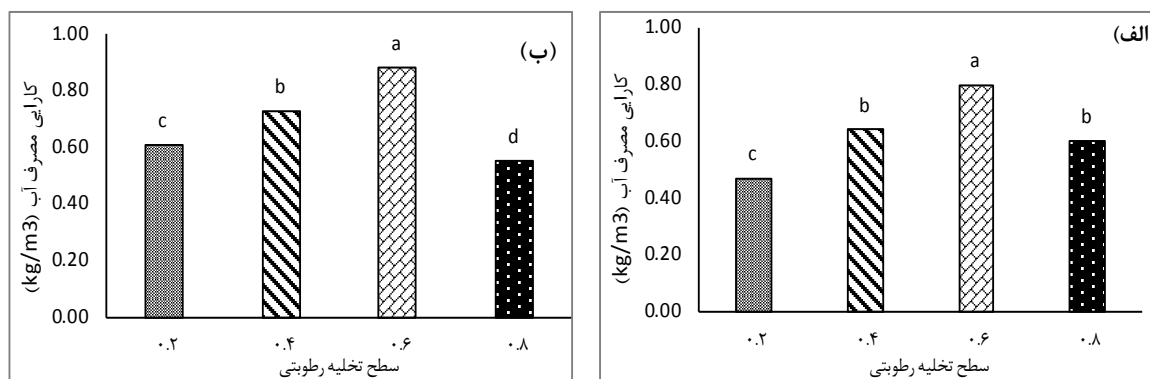 (ب)
کارایی مصرف آب (kg/m3)
1.00
0.80
0.60
0.40
0.20
0.00
c
b
a
d
۰.۲ ۰.۴ ۰.۶ ۰.۸
سطح تخلیه رطوبتی
الف)
کارایی مصرف آب (kg/m3)
1.00
0.80
0.60
0.40
0.20
0.00
c
b
a
b
۰.۲ ۰.۴ ۰.۶ ۰.۸
سطح تخلیه رطوبتی